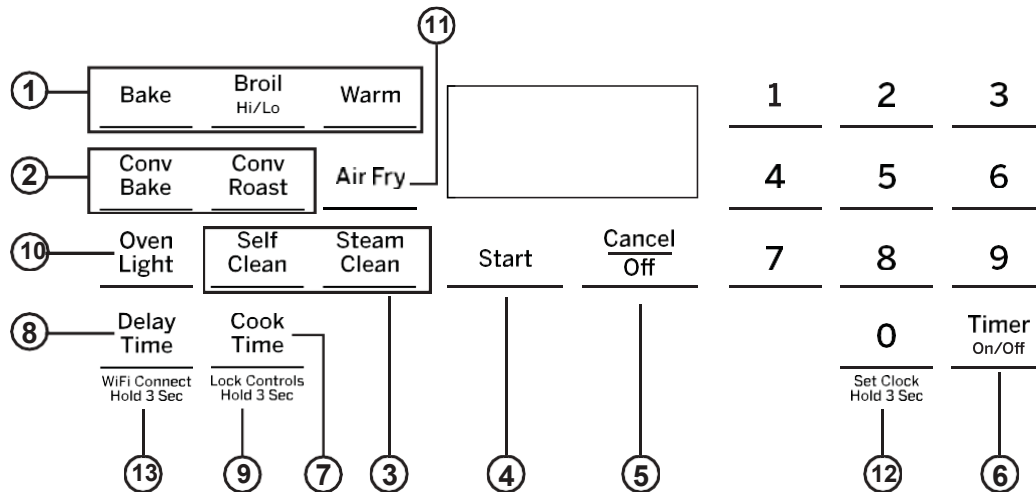 11
1
Bake
Broil
Hi/Lo
Warm
1
2
3
2
Conv
Bake
Conv
Roast
Air Fry
4
5
6
10
Oven
Light
Self
Clean
Steam
Clean
Start
Cancel
Off
7
8
9
8
Delay
Time
Cook
Time
0
Timer
On/Off
WiFi Connect
Hold 3 Sec
Lock Controls
Hold 3 Sec
Set Clock
Hold 3 Sec
13
9
7
3
4
5
12
6